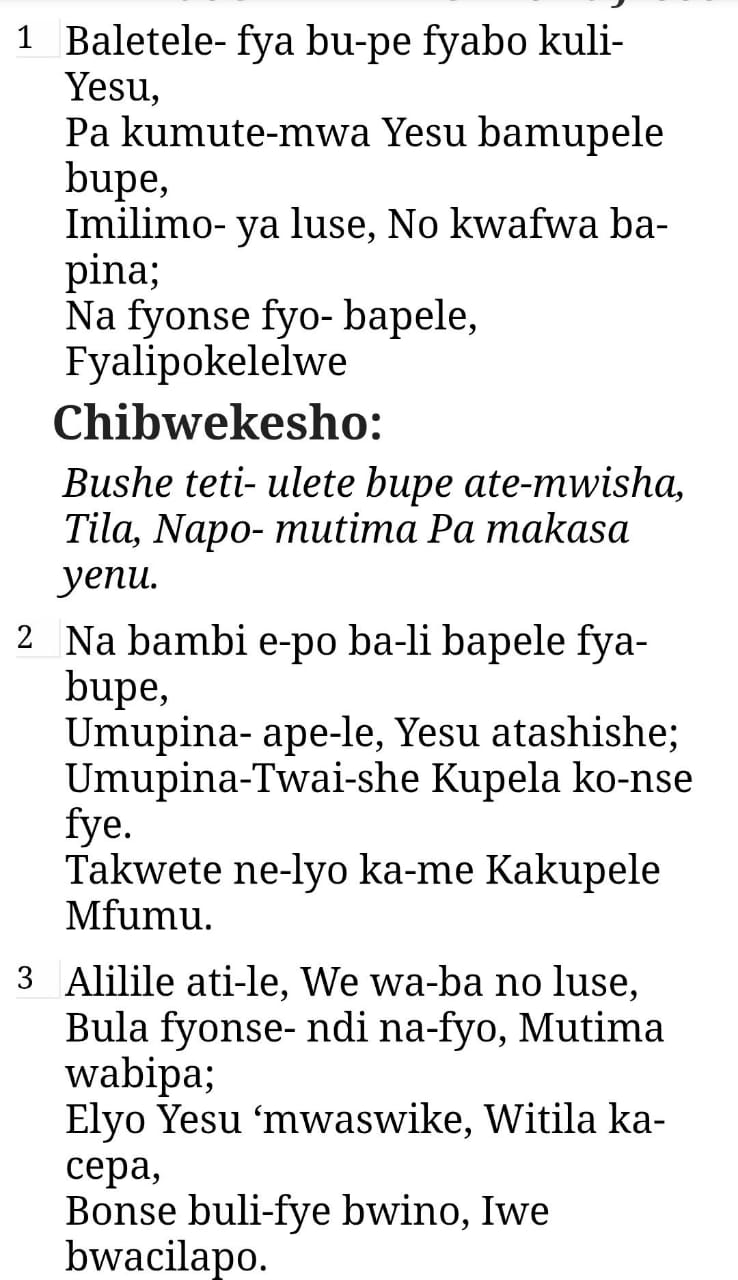 1 Baletele- fya bu-pe fyabo kuli-
Yesu,
Pa kumute-mwa Yesu bamupele
bupe,
Imilimo- ya luse, No kwafwa ba-
pina;
Na fyonse fyo- bapele,
Fyalipokelelwe
Chibwekesho:
Bushe teti- ulete bupe ate-mwisha,
Tila, Napo- mutima Pa makasa
yenu.
2 Na bambi e-po ba-li bapele fya-
bupe,
Umupina- ape-le, Yesu atashishe;
Umupina-Twai-she Kupela ko-nse
fye.
Takwete ne-lyo ka-me Kakupele
Mfumu.
3 Alilile ati-le, We wa-ba no luse,
Bula fyonse- ndi na-fyo, Mutima
wabipa;
Elyo Yesu ‘mwaswike, Witila ka-
cepa,
Bonse buli-fye bwino, Iwe
bwacilapo.